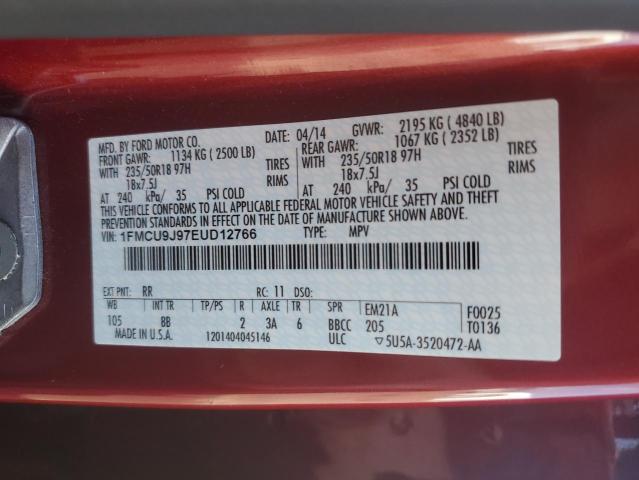 MFD. BY FORD MOTOR CO. 04/14 GVWR: 2195 KG ( 4840 LB)
FRONT GAWR: 1134 KG ( 2500 LB) REAR GAWR: 1067 KG ( 2352 LB)
WITH 235/50R18 97H TIRES WITH 235/50R18 97H TIRES
18x7.5J RIMS 18x7.5J RIMS
AT 240 kPa/ 35 PSI COLD AT 240 kPa/ 35 PSI COLD
THIS VEHICLE CONFORMS TO ALL APPLICABLE FEDERAL MOTOR VEHICLE SAFETY AND THEFT
PREVENTION STANDARDS IN EFFECT ON THE DATE OF MANUFACTURE SHOWN ABOVE.
VIN: 1FMCU9J97EUD12766 TYPE: MPV
EXT PNT: RR RC: 11 DSO:
WB INT TR TP/PS R AXLE TR SPR EM21A F0025
105 BB 2 3A 6 BBCC 205 T0136
MADE IN U.S.A. 1201404045146 ULC ▽5U5A-3520472-AA